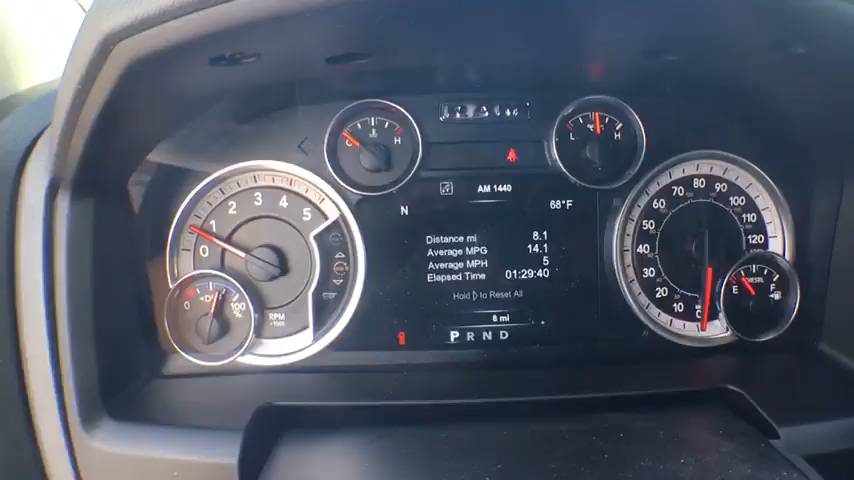 C H
L °F H
AM 1440
N 68°F
Distance mi 8.1
Average MPG 14.1
Average MPH 5
Elapsed Time 01:29:40
Hold to Reset All
8 mi
P R N D
0 1 2 3 4 5
RPM
x1000
0 100
0 10 20 30 40 50 60 70 80 90 100 110 120
E DIESEL F